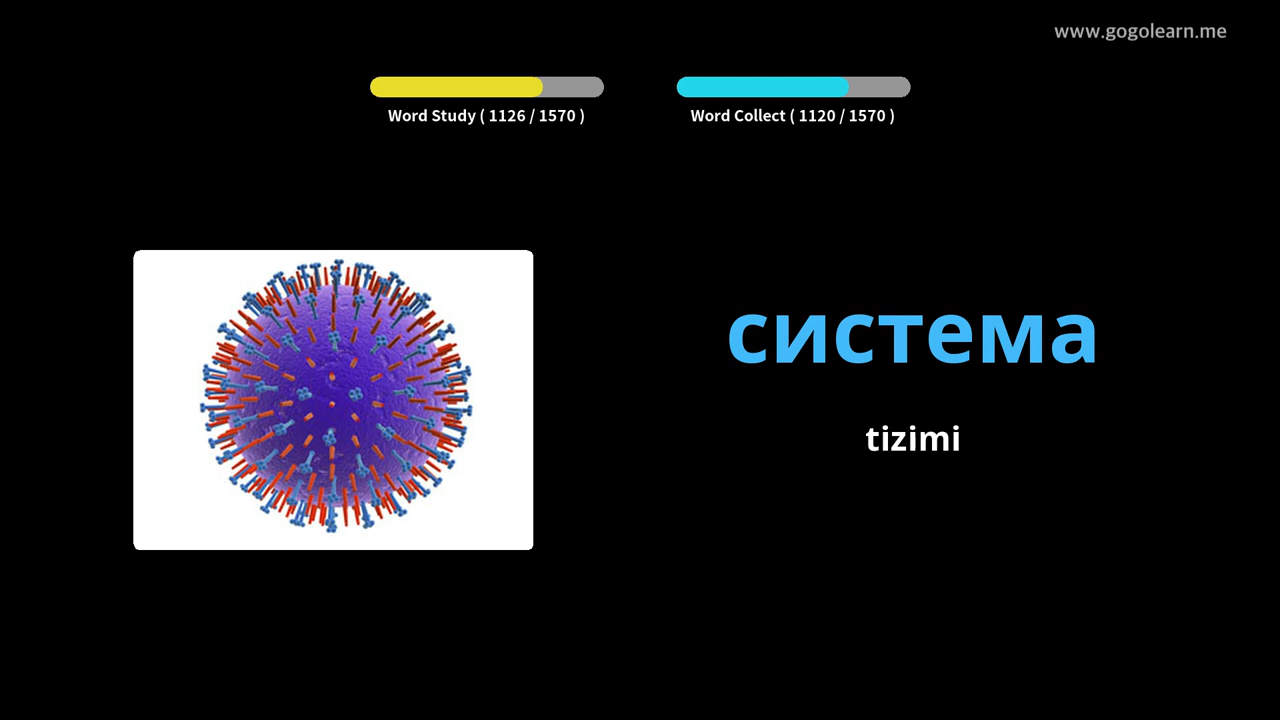 www.gogolearn.me
Word Study ( 1126 / 1570 )
Word Collect ( 1120 / 1570 )
система
tizimi